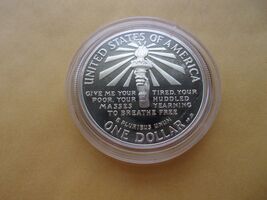 UNITED STATES OF AMERICA
GIVE ME YOUR TIRED, YOUR
POOR, YOUR HUDDLED
MASSES YEARNING
TO BREATHE FREE
E PLURIBUS UNUM
ONE DOLLAR